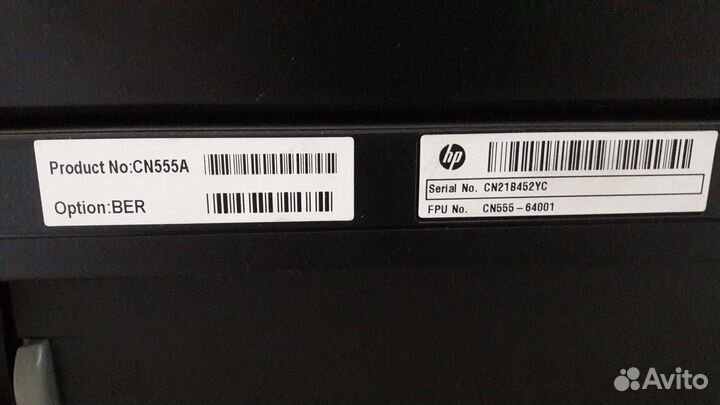 Product No:CN555A
Option:BER
hp
Serial No. CN21B452YC
FPU No. CN555-64001
Avito